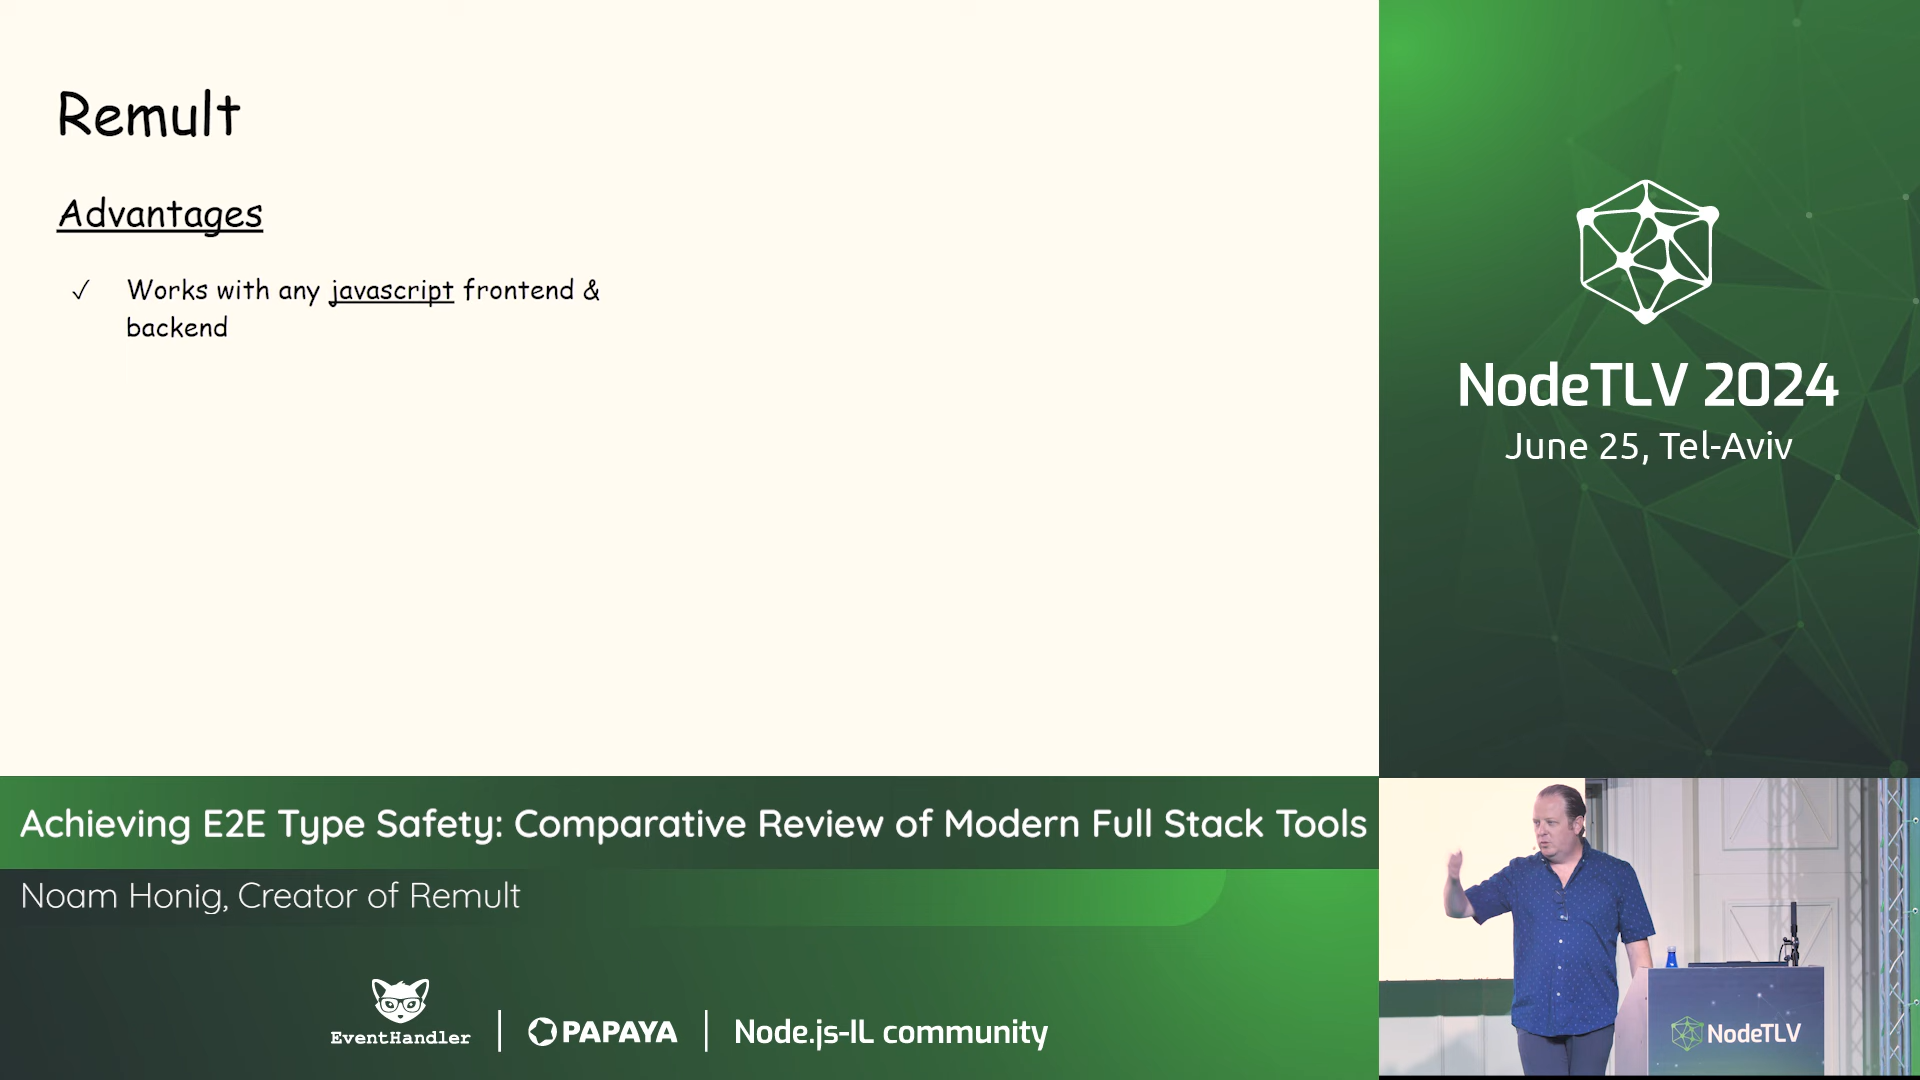 Remult
Advantages
✓ Works with any javascript frontend &
backend
NodeTLV 2024
June 25, Tel-Aviv
Achieving E2E Type Safety: Comparative Review of Modern Full Stack Tools
Noam Honig, Creator of Remult
EventHandler
PAPAYA
Node.js-IL community
NodeTLV